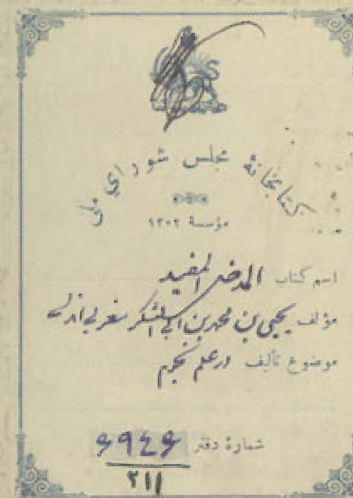 کتابخانهٔ مجلس شورای ملی
مؤسسهٔ ۱۳۰۲
اسم کتاب المدخل المفید
مؤلف یحیی بن محمد بن ابی الشکر مغربی اندلسی
موضوع تألیف در علم نجوم
شمارهٔ دفتر ۶۹۴۶
۲۱۱